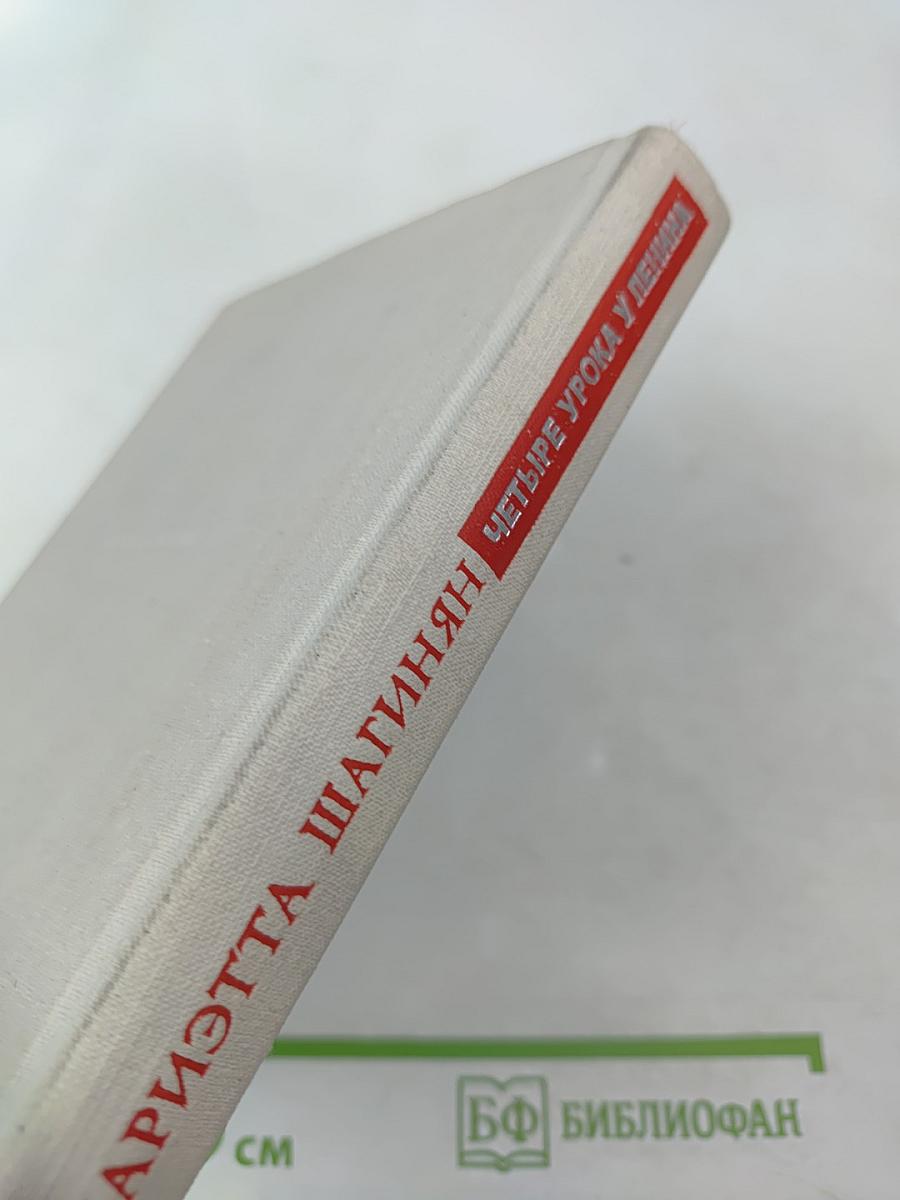 АРИЭТТА ШАГИНЯН
ЧЕТЫРЕ УРОКА У ЛЕНИНА
СМ
БФ БИБЛИОФАН